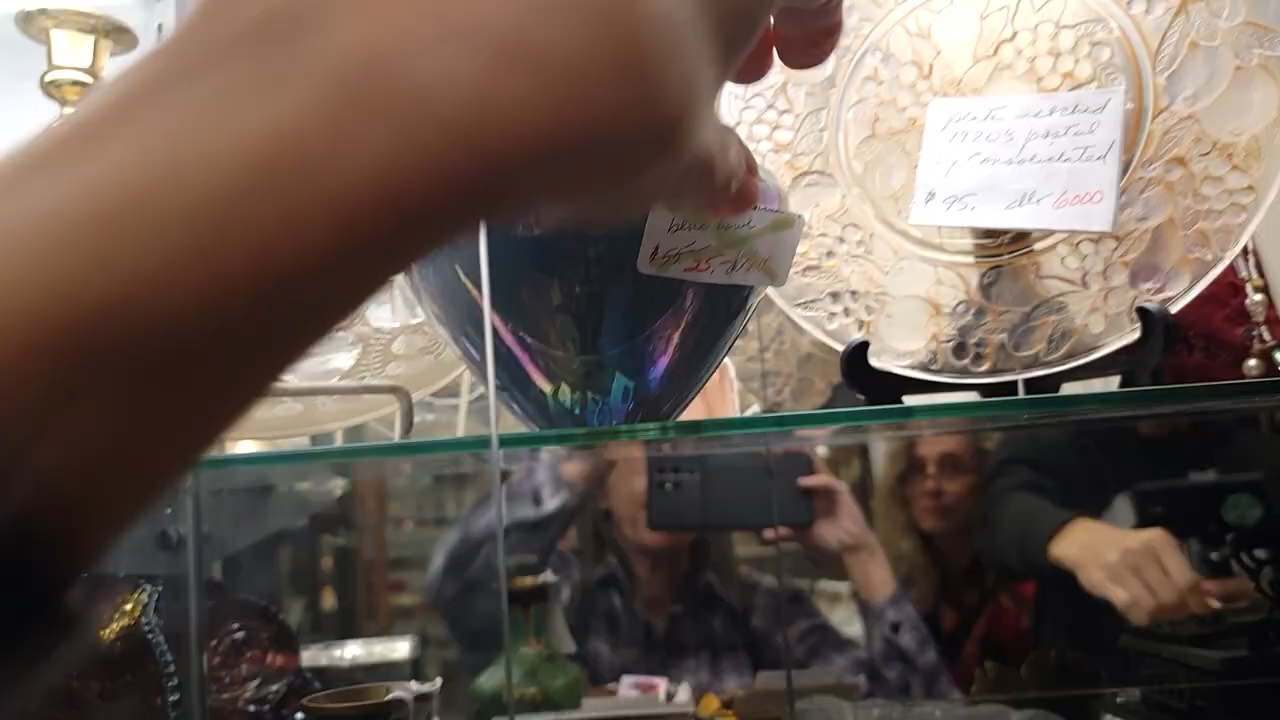 blue bowl
$55 25.-
plate etched
1920's pastel
by Consolidated
$95. dlr 6000